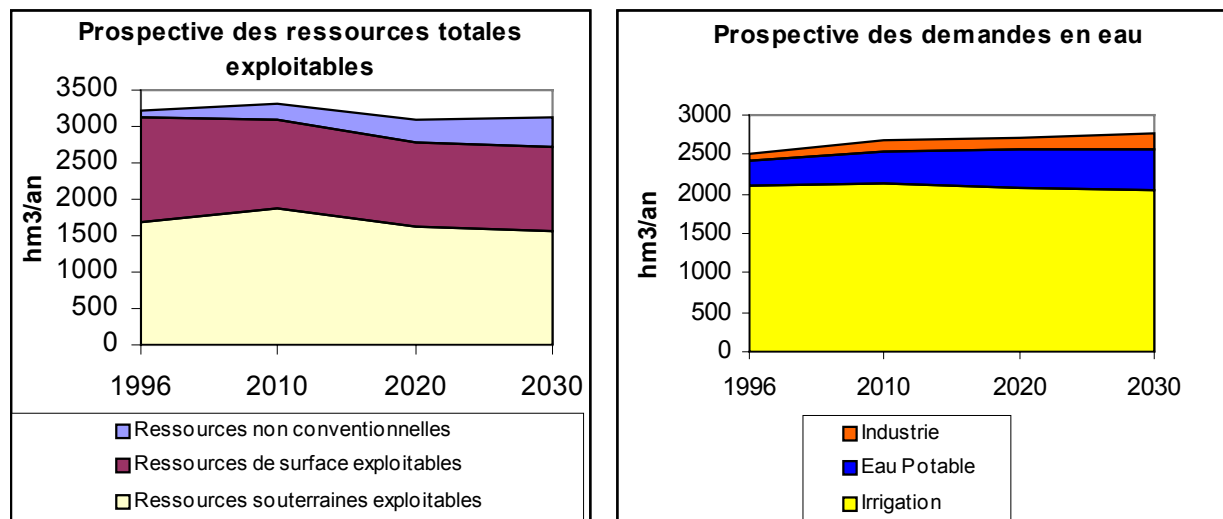 Prospective des ressources totales
exploitables
hm3/an
3500
3000
2500
2000
1500
1000
500
0
1996 2010 2020 2030
Ressources non conventionnelles
Ressources de surface exploitables
Ressources souterraines exploitables
Prospective des demandes en eau
hm3/an
3000
2500
2000
1500
1000
500
0
1996 2010 2020 2030
Industrie
Eau Potable
Irrigation